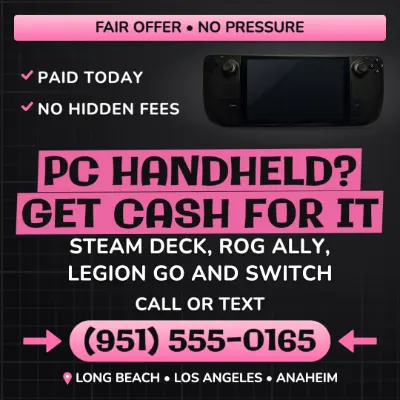 FAIR OFFER • NO PRESSURE
PAID TODAY
NO HIDDEN FEES
PC HANDHELD?
GET CASH FOR IT
STEAM DECK, ROG ALLY,
LEGION GO AND SWITCH
CALL OR TEXT
(951) 555-0165
LONG BEACH • LOS ANGELES • ANAHEIM